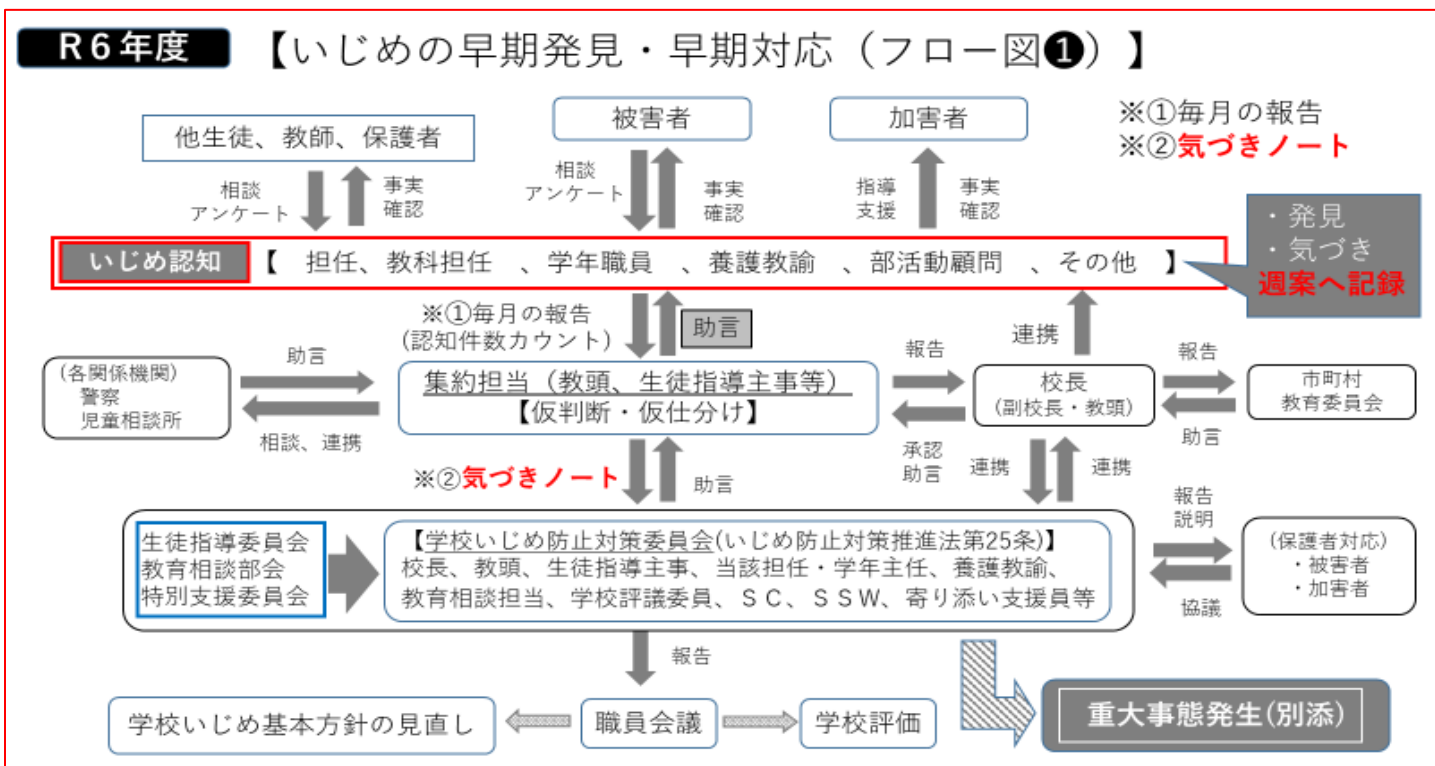 R6年度 【いじめの早期発見・早期対応（フロー図❶）】
他生徒、教師、保護者
被害者
加害者
※①毎月の報告
※②気づきノート
相談
アンケート
事実
確認
相談
アンケート
事実
確認
指導
支援
事実
確認
・発見
・気づき
週案へ記録
いじめ認知 【 担任、教科担任 、学年職員 、養護教諭 、部活動顧問 、その他 】
※①毎月の報告
(認知件数カウント)
助言
連携
(各関係機関)
警察
児童相談所
助言
相談、連携
集約担当（教頭、生徒指導主事等）
【仮判断・仮仕分け】
報告
承認
助言
校長
(副校長・教頭)
報告
助言
市町村
教育委員会
※②気づきノート
助言
連携
連携
生徒指導委員会
教育相談部会
特別支援委員会
【学校いじめ防止対策委員会(いじめ防止対策推進法第25条)】
校長、教頭、生徒指導主事、当該担任・学年主任、養護教諭、
教育相談担当、学校評議委員、ＳＣ、ＳＳＷ、寄り添い支援員等
報告
説明
協議
(保護者対応)
・被害者
・加害者
報告
学校いじめ基本方針の見直し
職員会議
学校評価
重大事態発生(別添)